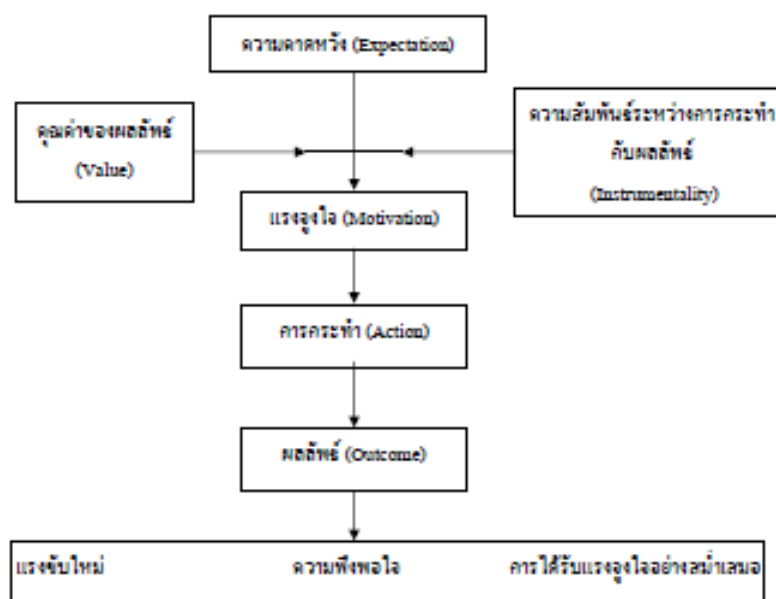 ความคาดหวัง (Expectation)
คุณค่าของผลลัพธ์
(Value)
ความสัมพันธ์ระหว่างการกระทำ
กับผลลัพธ์
(Instrumentality)
แรงจูงใจ (Motivation)
การกระทำ (Action)
ผลลัพธ์ (Outcome)
แรงขับใหม่ ความพึงพอใจ การได้รับแรงจูงใจอย่างสม่ำเสมอ